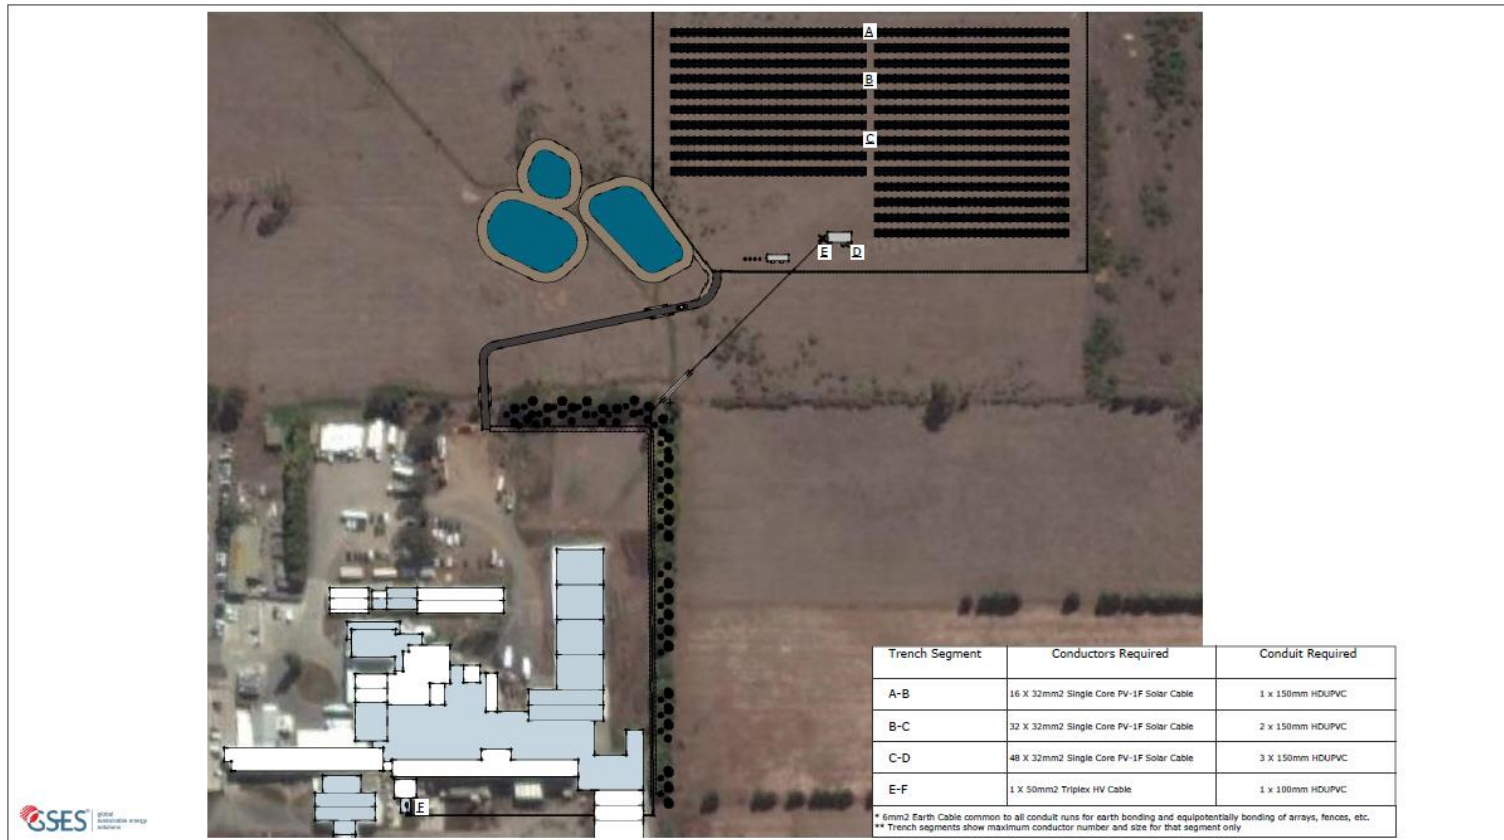 A
B
C
E
D
F
Trench Segment Conductors Required Conduit Required
A-B 16 X 32mm2 Single Core PV-1F Solar Cable 1 x 150mm HDUPVC
B-C 32 X 32mm2 Single Core PV-1F Solar Cable 2 x 150mm HDUPVC
C-D 48 X 32mm2 Single Core PV-1F Solar Cable 3 X 150mm HDUPVC
E-F 1 X 50mm2 Triplex HV Cable 1 x 100mm HDUPVC
* 6mm2 Earth Cable common to all conduit runs for earth bonding and equipotentially bonding of arrays, fences, etc.
** Trench segments show maximum conductor number and size for that segment only
GSES
global
sustainable energy
solutions